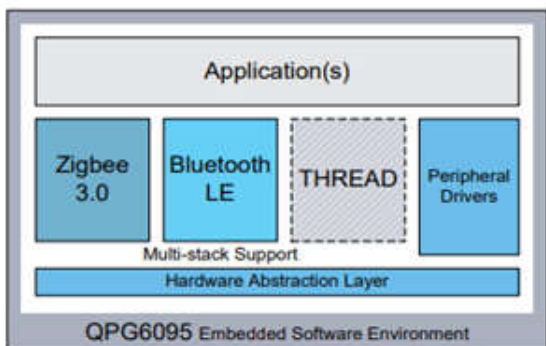 Application(s)
Zigbee
3.0
Bluetooth
LE
THREAD
Peripheral
Drivers
Multi-stack Support
Hardware Abstraction Layer
QPG6095 Embedded Software Environment